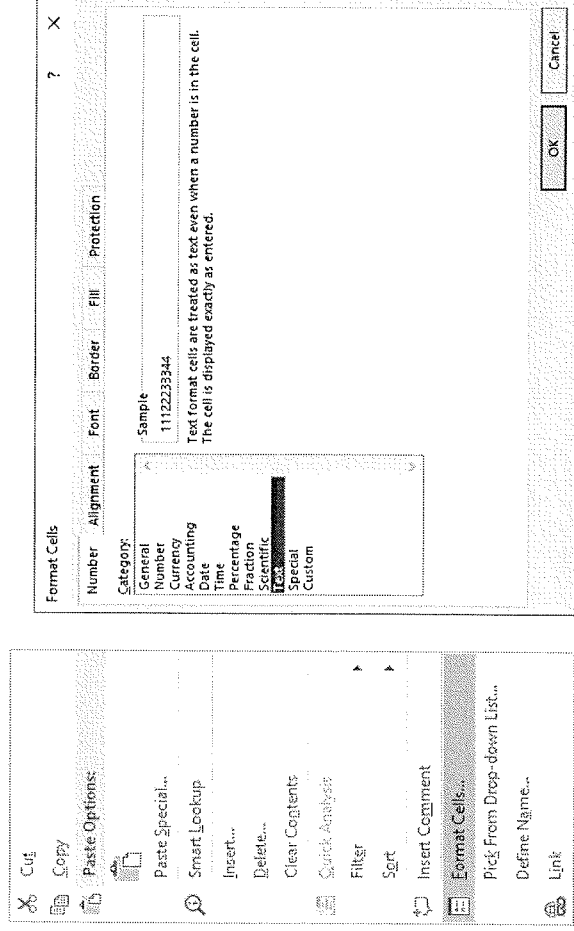 Cut
Copy
Paste Options:
Paste Special...
Smart Lookup
Insert...
Delete...
Clear Contents
Quick Analysis
Filter
Sort
Insert Comment
Format Cells...
Pick From Drop-down List...
Define Name...
Link
Format Cells
? ×
Number Alignment Font Border Fill Protection
Category:
General
Number
Currency
Accounting
Date
Time
Percentage
Fraction
Scientific
Text
Special
Custom
Sample
11122233344
Text format cells are treated as text even when a number is in the cell.
The cell is displayed exactly as entered.
OK Cancel